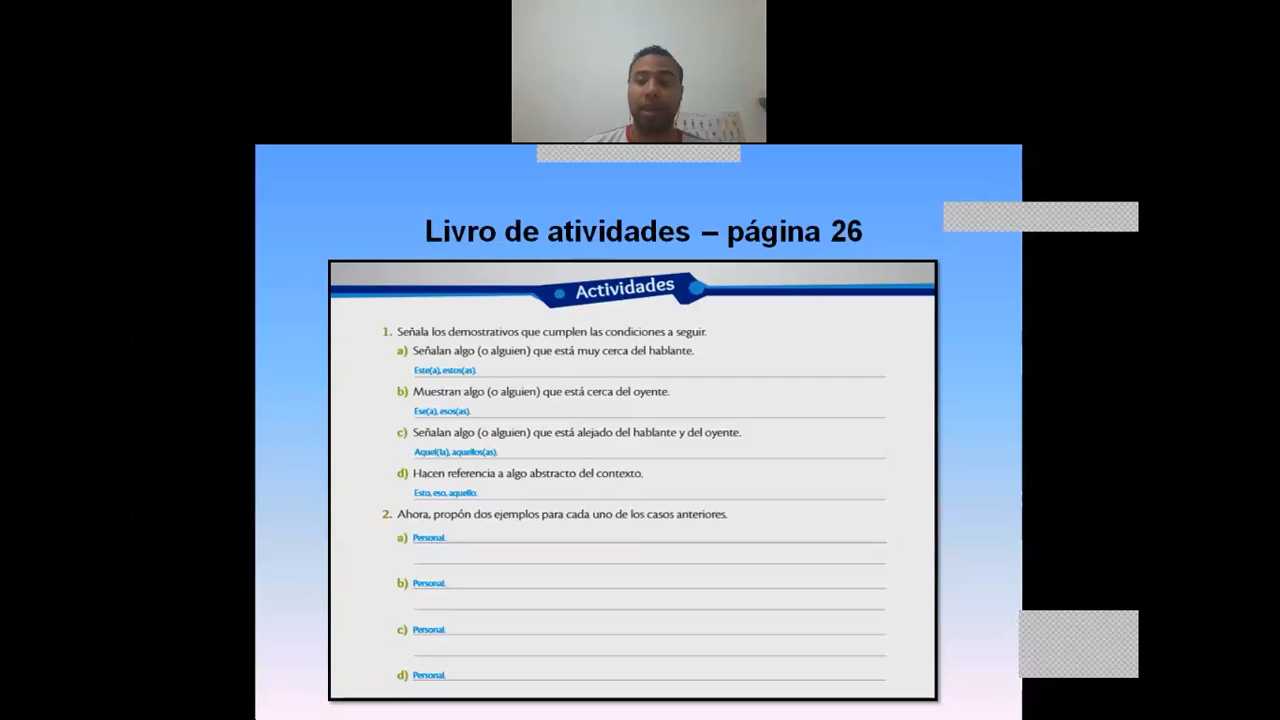 Livro de atividades – página 26
Actividades
1. Señala los demostrativos que cumplen las condiciones a seguir.
a) Señalan algo (o alguien) que está muy cerca del hablante.
Este(a), estos(as).
b) Muestran algo (o alguien) que está cerca del oyente.
Ese(a), esos(as).
c) Señalan algo (o alguien) que está alejado del hablante y del oyente.
Aquel(la), aquellos(as).
d) Hacen referencia a algo abstracto del contexto.
Esto, eso, aquello.
2. Ahora, propón dos ejemplos para cada uno de los casos anteriores.
a) Personal.
b) Personal.
c) Personal.
d) Personal.